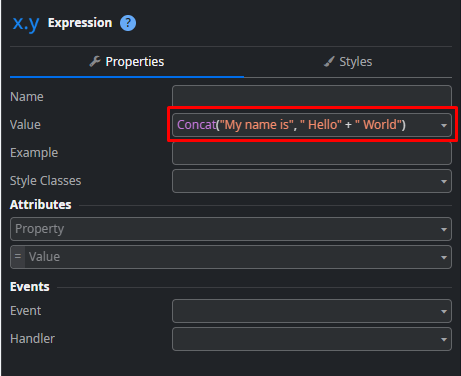 x.y Expression ?
Properties Styles
Name
Value Concat("My name is", " Hello" + " World")
Example
Style Classes
Attributes
Property
= Value
Events
Event
Handler